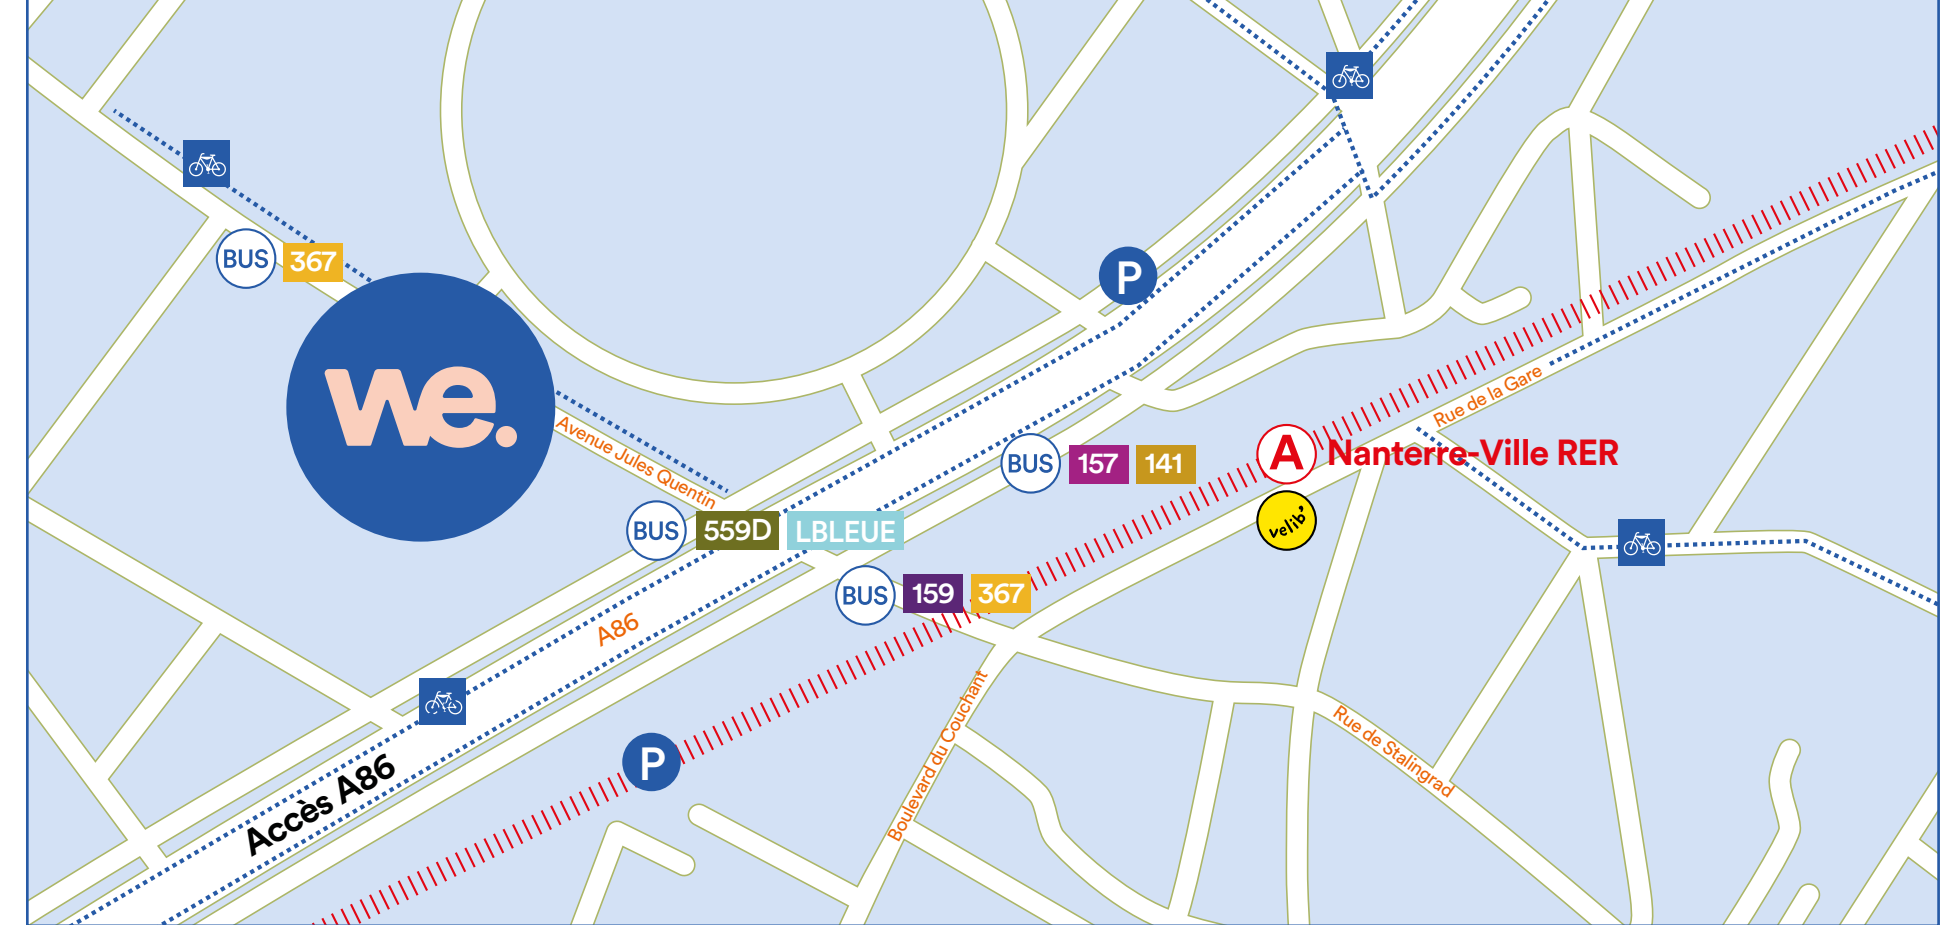 BUS 367
P
we.
Avenue Jules Quentin
Rue de la Gare
BUS 157 141
A Nanterre-Ville RER
velib'
BUS 559D LBLEUE
BUS 159 367
A86
Accès A86
P
Boulevard du Couchant
Rue de Stalingrad